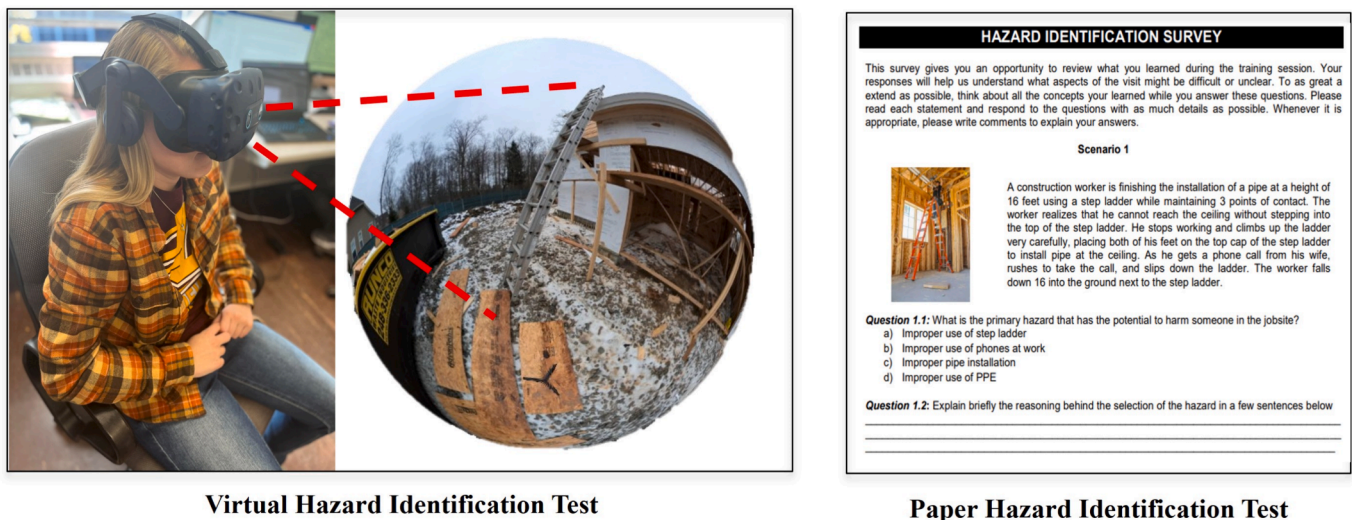 HAZARD IDENTIFICATION SURVEY
This survey gives you an opportunity to review what you learned during the training session. Your
responses will help us understand what aspects of the visit might be difficult or unclear. To as great a
extend as possible, think about all the concepts your learned while you answer these questions. Please
read each statement and respond to the questions with as much details as possible. Whenever it is
appropriate, please write comments to explain your answers.
Scenario 1
A construction worker is finishing the installation of a pipe at a height of
16 feet using a step ladder while maintaining 3 points of contact. The
worker realizes that he cannot reach the ceiling without stepping into
the top of the step ladder. He stops working and climbs up the ladder
very carefully, placing both of his feet on the top cap of the step ladder
to install pipe at the ceiling. As he gets a phone call from his wife,
rushes to take the call, and slips down the ladder. The worker falls
down 16 into the ground next to the step ladder.
Question 1.1: What is the primary hazard that has the potential to harm someone in the jobsite?
a) Improper use of step ladder
b) Improper use of phones at work
c) Improper pipe installation
d) Improper use of PPE
Question 1.2: Explain briefly the reasoning behind the selection of the hazard in a few sentences below
Virtual Hazard Identification Test
Paper Hazard Identification Test